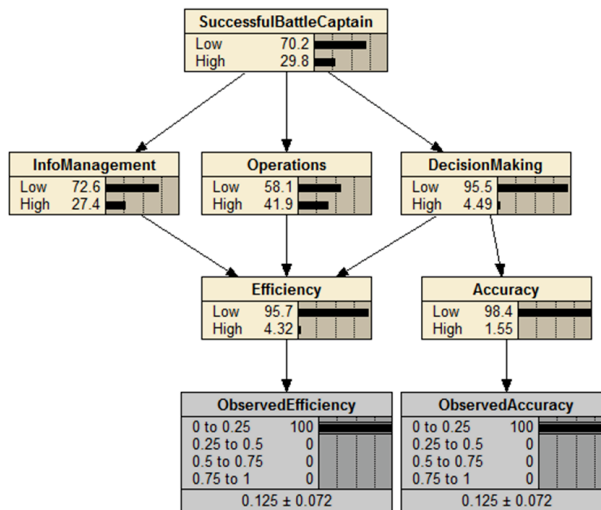 SuccessfulBattleCaptain
Low 70.2
High 29.8
InfoManagement
Low 72.6
High 27.4
Operations
Low 58.1
High 41.9
DecisionMaking
Low 95.5
High 4.49
Efficiency
Low 95.7
High 4.32
Accuracy
Low 98.4
High 1.55
ObservedEfficiency
0 to 0.25 100
0.25 to 0.5 0
0.5 to 0.75 0
0.75 to 1 0
0.125 ± 0.072
ObservedAccuracy
0 to 0.25 100
0.25 to 0.5 0
0.5 to 0.75 0
0.75 to 1 0
0.125 ± 0.072